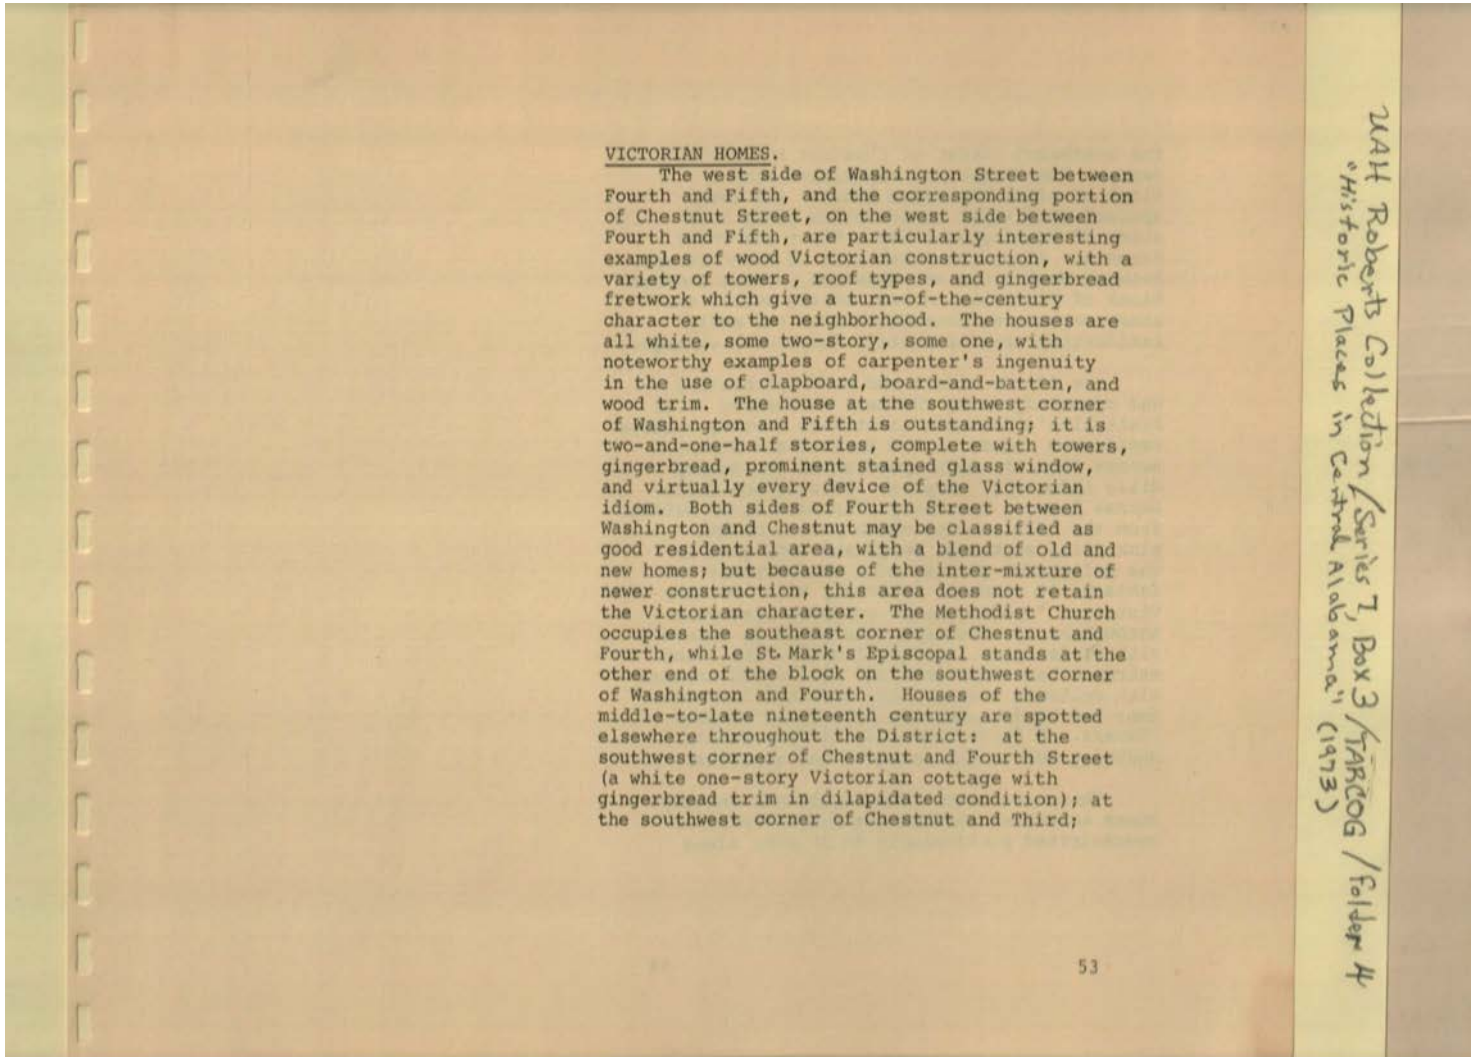 VICTORIAN HOMES.
The west side of Washington Street between
Fourth and Fifth, and the corresponding portion
of Chestnut Street, on the west side between
Fourth and Fifth, are particularly interesting
examples of wood Victorian construction, with a
variety of towers, roof types, and gingerbread
fretwork which give a turn-of-the-century
character to the neighborhood. The houses are
all white, some two-story, some one, with
noteworthy examples of carpenter's ingenuity
in the use of clapboard, board-and-batten, and
wood trim. The house at the southwest corner
of Washington and Fifth is outstanding; it is
two-and-one-half stories, complete with towers,
gingerbread, prominent stained glass window,
and virtually every device of the Victorian
idiom. Both sides of Fourth Street between
Washington and Chestnut may be classified as
good residential area, with a blend of old and
new homes; but because of the inter-mixture of
newer construction, this area does not retain
the Victorian character. The Methodist Church
occupies the southeast corner of Chestnut and
Fourth, while St. Mark's Episcopal stands at the
other end of the block on the southwest corner
of Washington and Fourth. Houses of the
middle-to-late nineteenth century are spotted
elsewhere throughout the District: at the
southwest corner of Chestnut and Fourth Street
(a white one-story Victorian cottage with
gingerbread trim in dilapidated condition); at
the southwest corner of Chestnut and Third;
53
UAH Roberts Collection/Series 7, Box 3/TARCOG/folder 4
"Historic Places in Central Alabama" (1973)